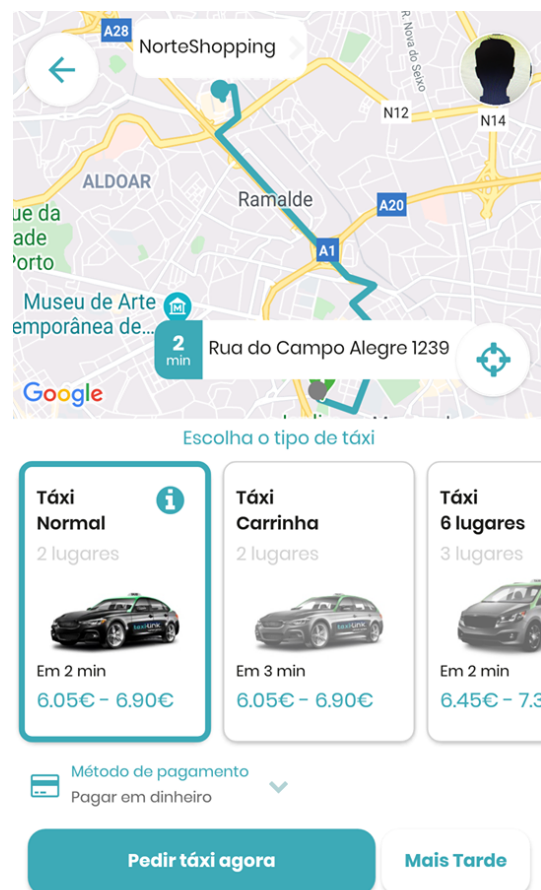 A28
NorteShopping
R. Nova do Seixo
N12
N14
ALDOAR
Ramalde
A20
ue da
ade
Porto
A1
Museu de Arte
emporânea de...
2
min
Rua do Campo Alegre 1239
Google
Escolha o tipo de táxi
Táxi
Normal
2 lugares
Em 2 min
6.05€ - 6.90€
Táxi
Carrinha
2 lugares
Em 3 min
6.05€ - 6.90€
Táxi
6 lugares
3 lugares
Em 2 min
6.45€ - 7.3
Método de pagamento
Pagar em dinheiro
Pedir táxi agora
Mais Tarde